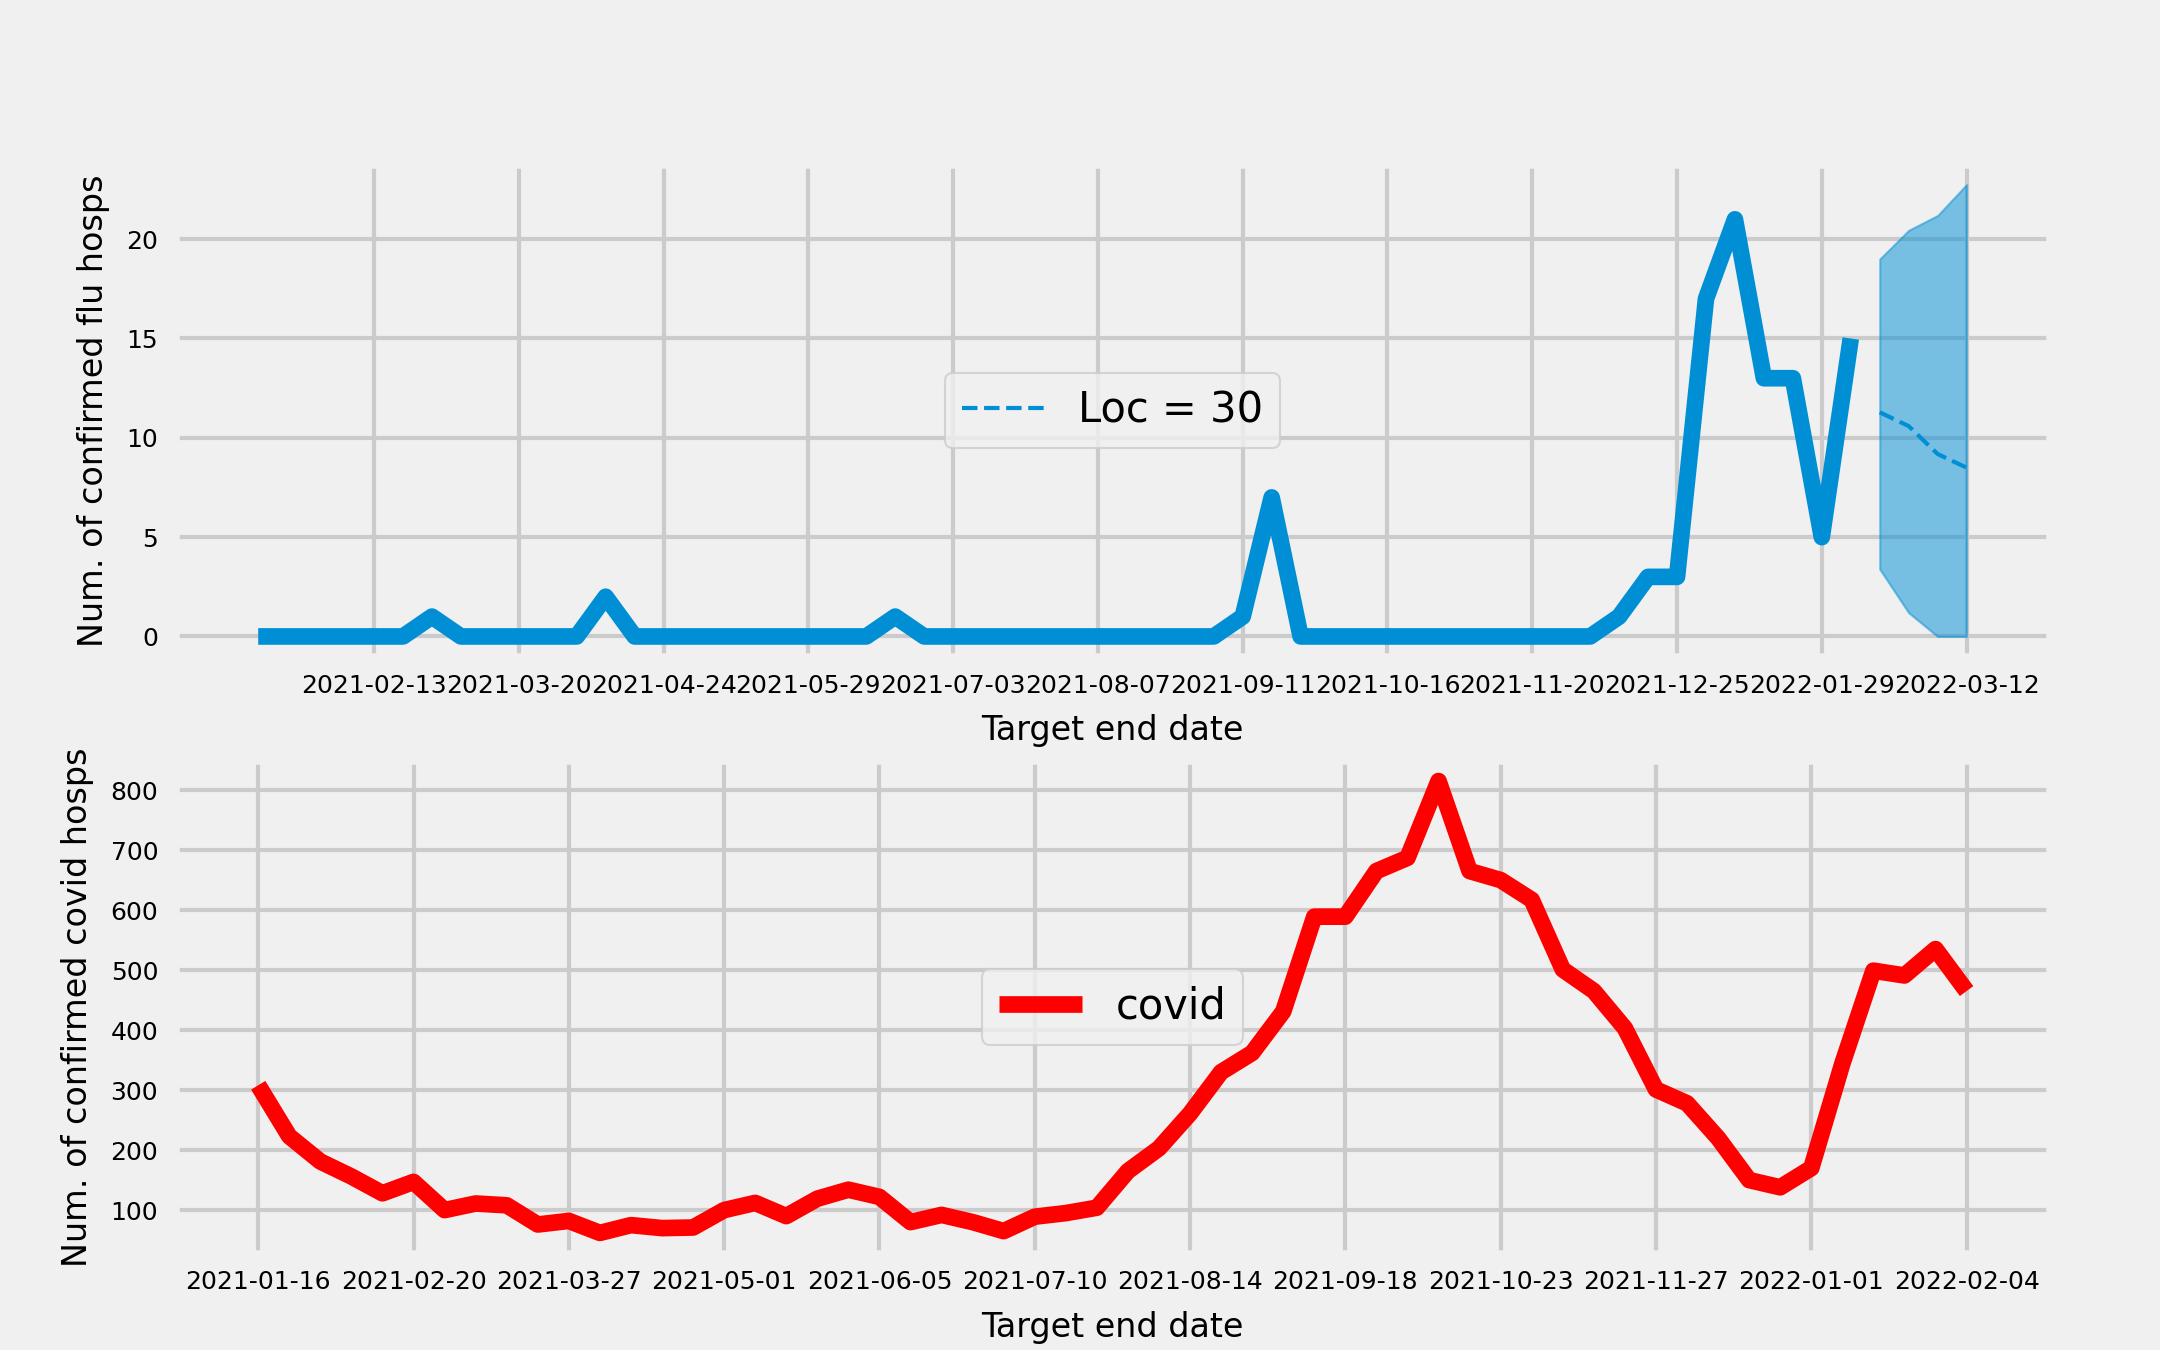 Num. of confirmed flu hosps
20
15
10
5
0
Loc = 30
2021-02-13 2021-03-20 2021-04-24 2021-05-29 2021-07-03 2021-08-07 2021-09-11 2021-10-16 2021-11-20 2021-12-25 2022-01-29 2022-03-12
Target end date
Num. of confirmed covid hosps
800
700
600
500
400
300
200
100
covid
2021-01-16 2021-02-20 2021-03-27 2021-05-01 2021-06-05 2021-07-10 2021-08-14 2021-09-18 2021-10-23 2021-11-27 2022-01-01 2022-02-04
Target end date